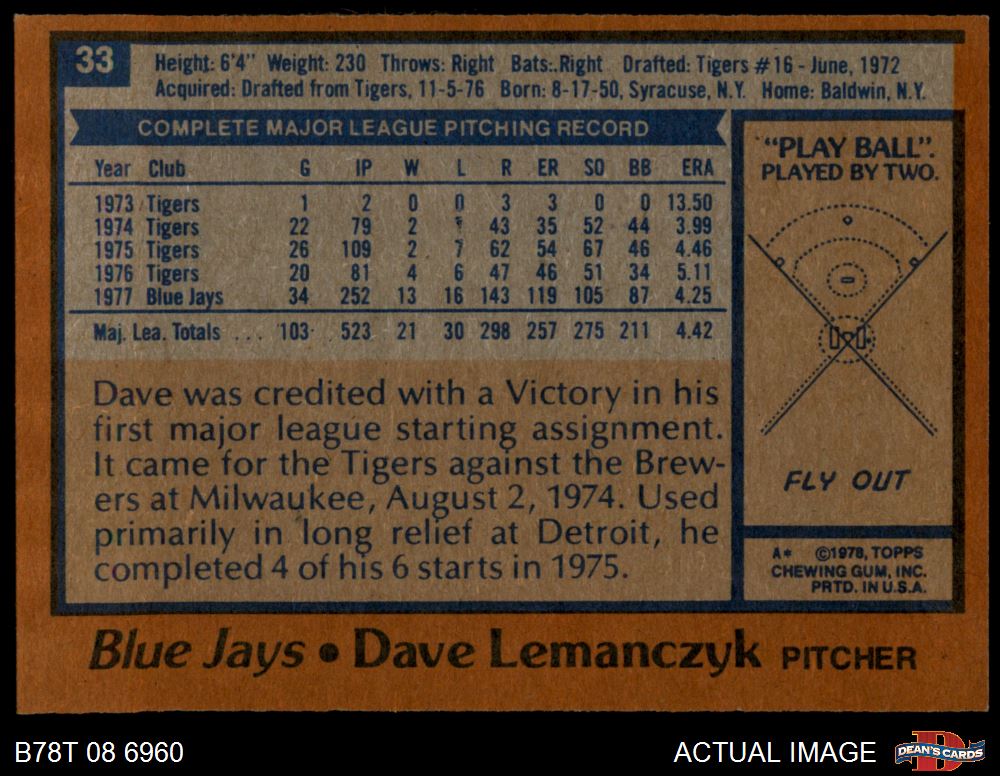 33
Height: 6'4" Weight: 230 Throws: Right Bats: Right Drafted: Tigers #16 - June, 1972
Acquired: Drafted from Tigers, 11-5-76 Born: 8-17-50, Syracuse, N.Y. Home: Baldwin, N.Y.
COMPLETE MAJOR LEAGUE PITCHING RECORD
Year Club G IP W L R ER SO BB ERA
1973 Tigers 1 2 0 0 3 3 0 0 13.50
1974 Tigers 22 79 2 43 35 52 44 3.99
1975 Tigers 26 109 2 7 62 54 67 46 4.46
1976 Tigers 20 81 4 6 47 46 51 34 5.11
1977 Blue Jays 34 252 13 16 143 119 105 87 4.25
Maj. Lea. Totals ... 103 523 21 30 298 257 275 211 4.42
Dave was credited with a Victory in his
first major league starting assignment.
It came for the Tigers against the Brew-
ers at Milwaukee, August 2, 1974. Used
primarily in long relief at Detroit, he
completed 4 of his 6 starts in 1975.
"PLAY BALL".
PLAYED BY TWO.
FLY OUT
A* ©1978, TOPPS
CHEWING GUM, INC.
PRTD. IN U.S.A.
Blue Jays • Dave Lemanczyk PITCHER
B78T 08 6960
ACTUAL IMAGE
D
DEAN'S CARDS